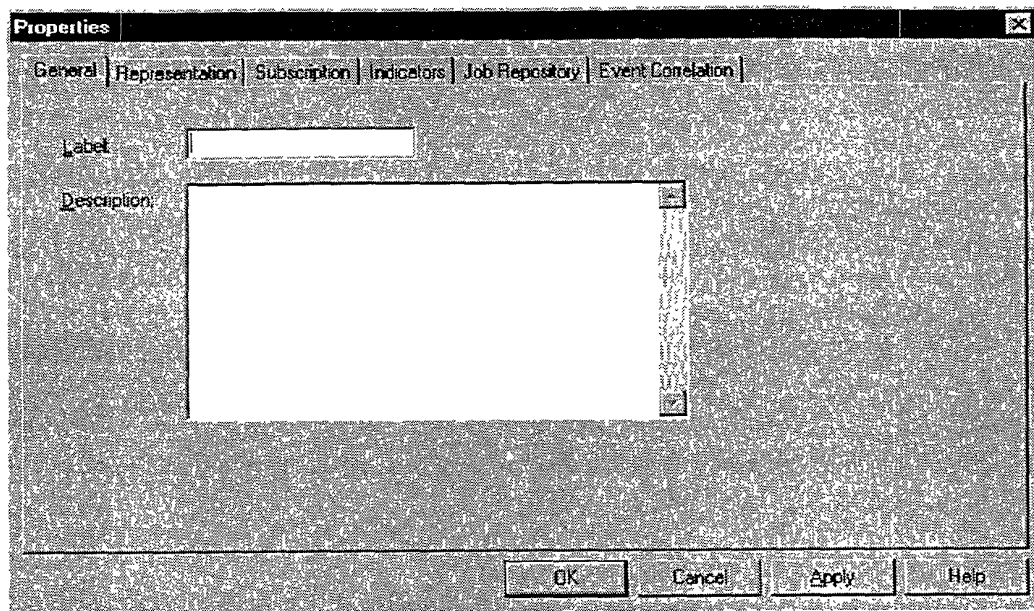 Properties
General Representation Subscription Indicators Job Repository Event Correlation
Label:
Description:
OK Cancel Apply Help